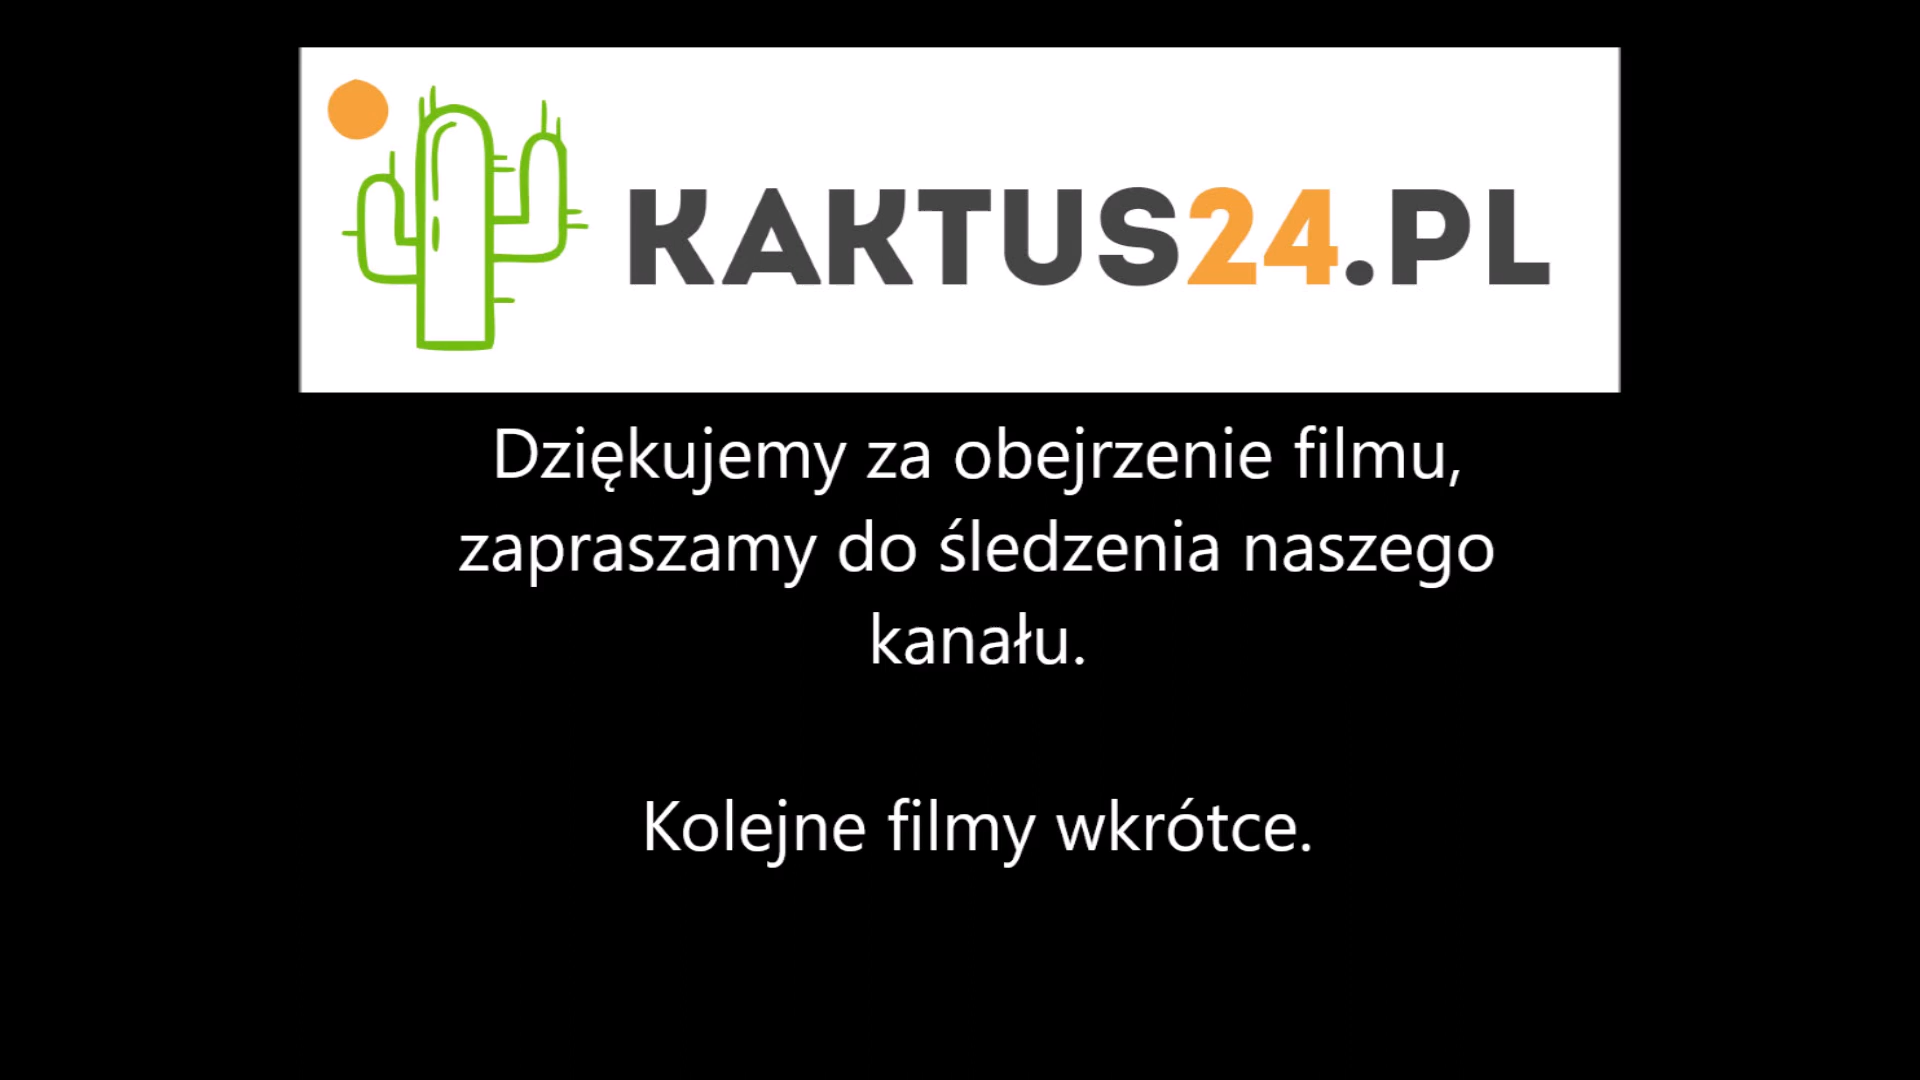 KAKTUS24.PL
Dziękujemy za obejrzenie filmu,
zapraszamy do śledzenia naszego
kanału.
Kolejne filmy wkrótce.